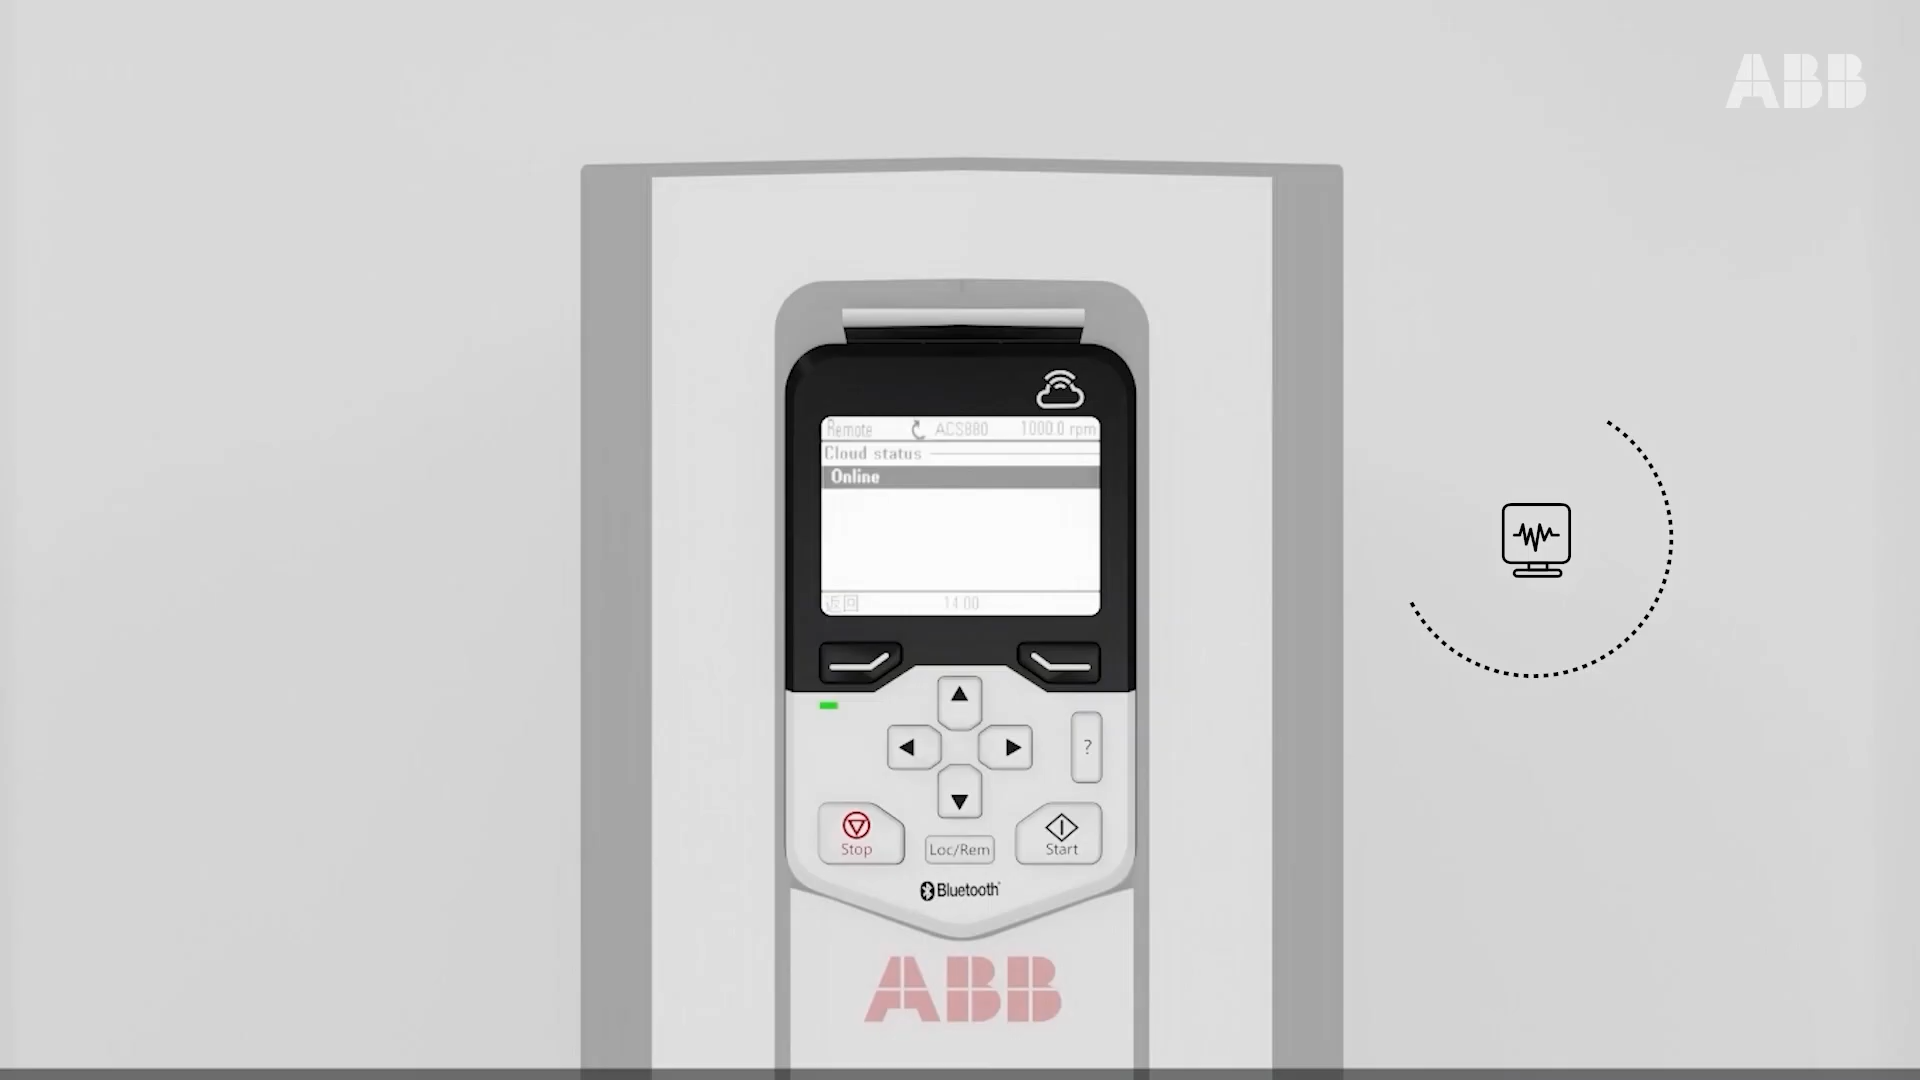 ABB
Remote ACS880 1000.0 rpm
Cloud status
Online
返回 14:00
?
Stop
Loc/Rem
Start
Bluetooth
ABB